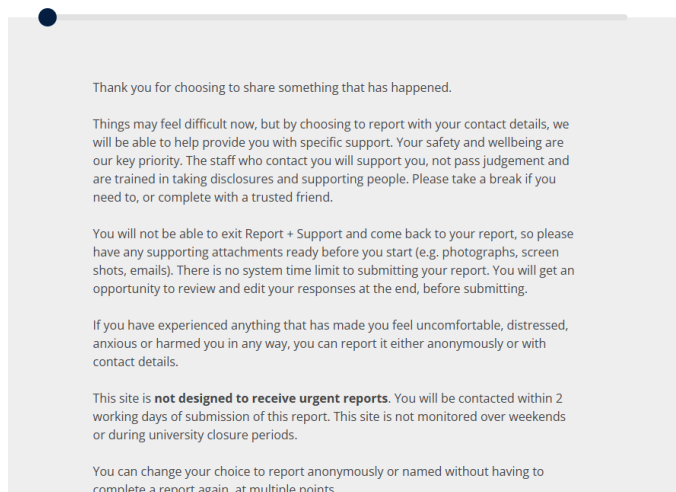 Thank you for choosing to share something that has happened.
Things may feel difficult now, but by choosing to report with your contact details, we
will be able to help provide you with specific support. Your safety and wellbeing are
our key priority. The staff who contact you will support you, not pass judgement and
are trained in taking disclosures and supporting people. Please take a break if you
need to, or complete with a trusted friend.
You will not be able to exit Report + Support and come back to your report, so please
have any supporting attachments ready before you start (e.g. photographs, screen
shots, emails). There is no system time limit to submitting your report. You will get an
opportunity to review and edit your responses at the end, before submitting.
If you have experienced anything that has made you feel uncomfortable, distressed,
anxious or harmed you in any way, you can report it either anonymously or with
contact details.
This site is not designed to receive urgent reports. You will be contacted within 2
working days of submission of this report. This site is not monitored over weekends
or during university closure periods.
You can change your choice to report anonymously or named without having to
complete a report again, at multiple points